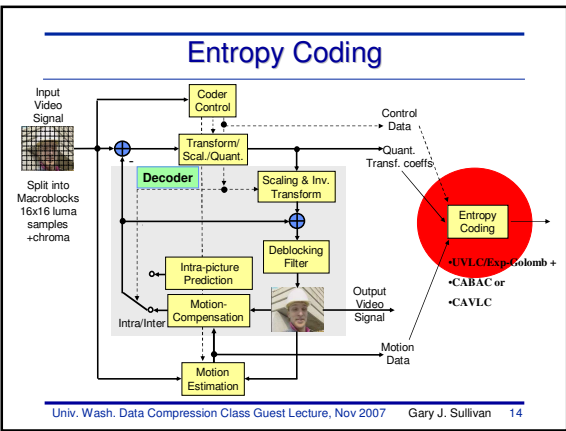 Entropy Coding
Input
Video
Signal
Split into
Macroblocks
16x16 luma
samples
+chroma
Coder
Control
Transform/
Scal./Quant.
-
Decoder
Scaling & Inv.
Transform
Deblocking
Filter
Intra-picture
Prediction
Motion-
Compensation
Intra/Inter
Motion
Estimation
Control
Data
Quant.
Transf. coeffs
Entropy
Coding
•UVLC/Exp-Golomb +
•CABAC or
•CAVLC
Output
Video
Signal
Motion
Data
Univ. Wash. Data Compression Class Guest Lecture, Nov 2007 Gary J. Sullivan 14